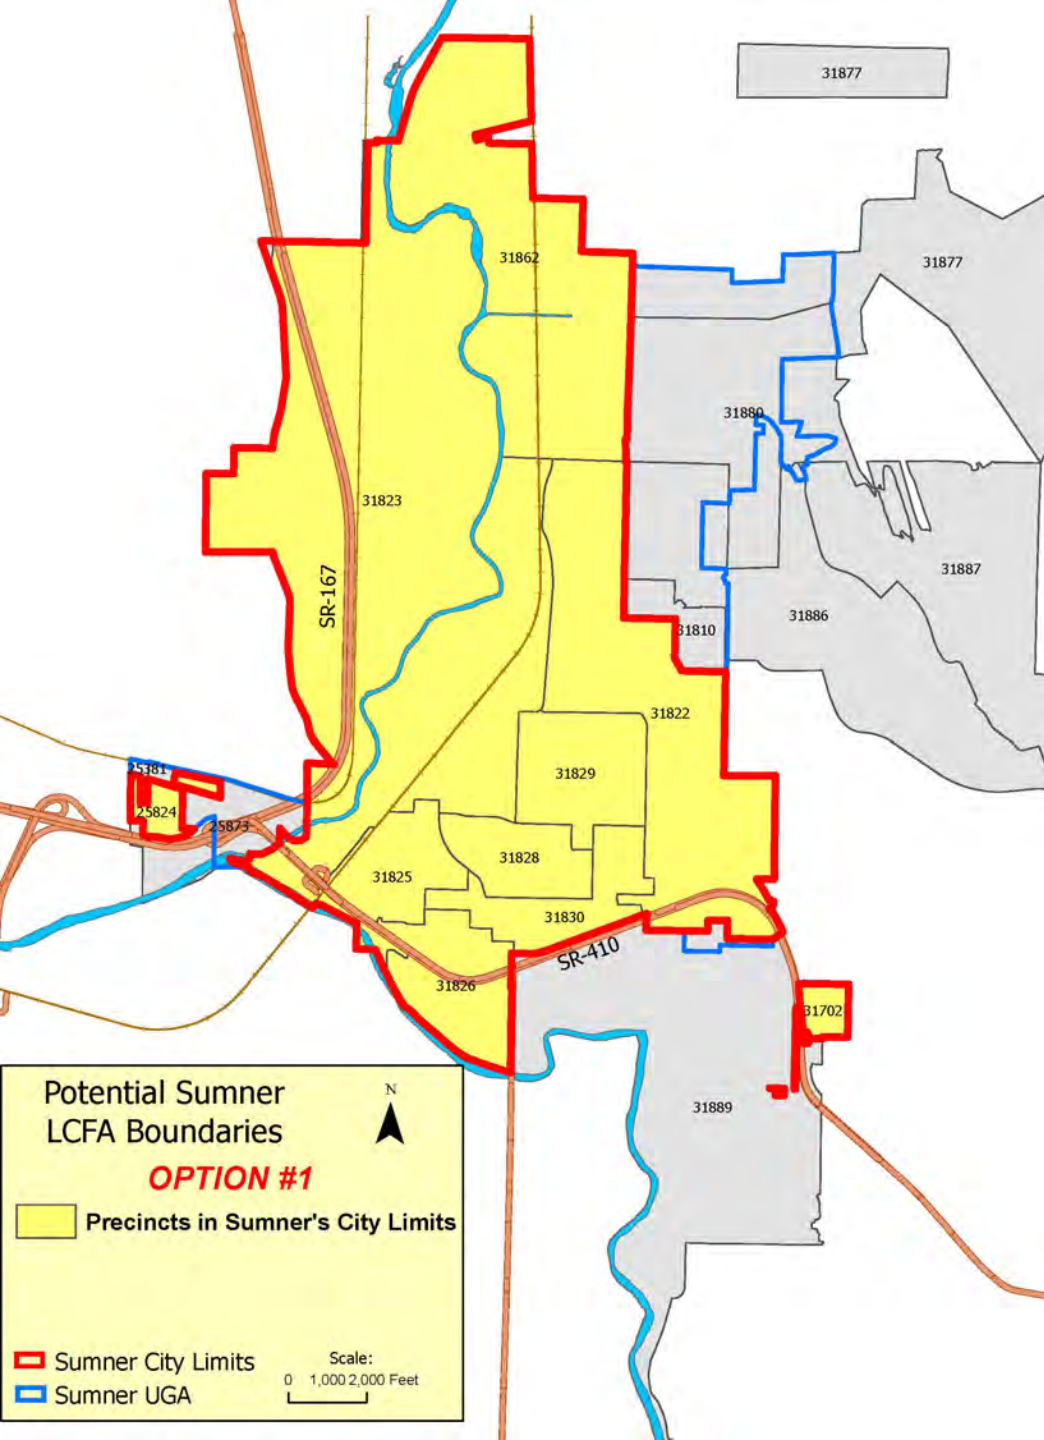 31877
31862
31877
31880
31823
SR-167
31887
31886
31810
31822
25381
31829
25824
25873
31828
31825
31830
SR-410
31826
31702
31889
Potential Sumner
LCFA Boundaries
N
OPTION #1
Precincts in Sumner's City Limits
Sumner City Limits
Sumner UGA
Scale:
0 1,000 2,000 Feet